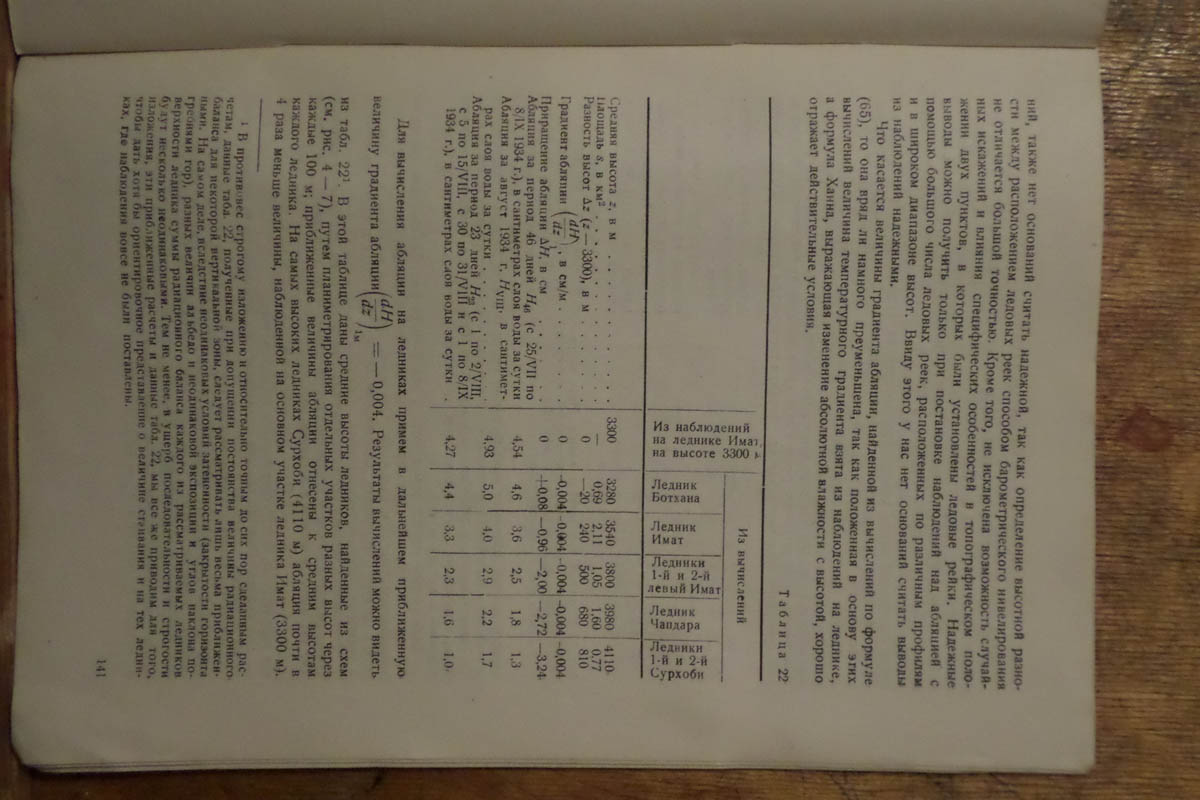 ний, также нет оснований считать надежной, так как определение высотной разно-
сти между расположением ледовых реек способом барометрического нивелирования
не отличается большой точностью. Кроме того, не исключена возможность случай-
ных искажений и влияния специфических особенностей в топографическом поло-
жении двух пунктов, в которых были установлены ледовые рейки. Надежные
выводы можно получить только при постановке наблюдений над абляцией с
помощью большого числа ледовых реек, расположенных по различным профилям
и в широком диапазоне высот. Ввиду этого у нас нет оснований считать выводы
из наблюдений надежными.
Что касается величины градиента абляции, найденной из вычислений по формуле
(65), то она вряд ли намного преуменьшена, так как положенная в основу этих
вычислений величина температурного градиента взята из наблюдений на леднике,
а формула Ханна, выражающая изменение абсолютной влажности с высотой, хорошо
отражает действительные условия.
Таблица 22
Из наблюдений на леднике Имат, на высоте 3300 м
Из вычислений
Ледник Ботхана
Ледник Имат
Ледники 1-й и 2-й левый Имат
Ледник Чапдара
Ледники 1-й и 2-й Сурхоби
Средняя высота z, в м 3300 3280 3540 3800 3980 4110
Площадь s, в км² . . . . — 0,69 2,11 1,05 1,60 0,77
Разность высот Δz (z — 3300), в м 0 —20 240 500 680 810
Градиент абляции (dH/dz)₁, в см/м 0 -0,004 -0,004 -0,004 -0,004 -0,004
Приращение абляции ΔH, в см . . . 0 +0,08 —0,96 —2,00 —2,72 —3,24
Абляция за период 46 дней H₄₆ (с 25/VII по
8/IX 1934 г.), в сантиметрах слоя воды за сутки 4,54 4,6 3,6 2,5 1,8 1,3
Абляция за август 1934 г. H_VIII, в сантимет-
рах слоя воды за сутки . . . . 4,93 5,0 4,0 2,9 2,2 1,7
Абляция за период 23 дней H₂₃ (с 1 по 2/VIII,
с 5 по 15/VIII, с 30 по 31/VIII и с 1 по 8/IX
1934 г.), в сантиметрах слоя воды за сутки . 4,27 4,4 3,3 2,3 1,6 1,0
Для вычисления абляции на ледниках примем в дальнейшем приближенную
величину градиента абляции (dH/dz)₁м = — 0,004. Результаты вычислений можно видеть
из табл. 22¹. В этой таблице даны средние высоты ледников, найденные из схем
(см. рис. 4 — 7), путем планиметрирования отдельных участков разных высот через
каждые 100 м; приближенные величины абляции отнесены к средним высотам
каждого ледника. На самых высоких ледниках Сурхоби (4110 м) абляция почти в
4 раза меньше величины, наблюденной на основном участке ледника Имат (3300 м).
¹ В противовес строгому изложению и относительно точным до сих пор сделанным рас-
четам, данные табл. 22, полученные при допущении постоянства величины радиационного
баланса для некоторой вертикальной зоны, следует рассматривать лишь весьма приближен-
ными. На самом деле, вследствие неодинаковых условий затененности (закрытости горизонта
гребнями гор), разных величин альбедо и неодинаковой экспозиции и углов наклона по-
верхности ледника суммы радиационного баланса каждого из рассматриваемых ледников
будут несколько неодинаковыми. Тем не менее, в ущерб последовательности и строгости
изложения, эти приближенные расчеты и данные табл. 22, мы все же приводим для того,
чтобы дать хотя бы ориентировочное представление о величине стаивания и на тех ледни-
ках, где наблюдения вовсе не были поставлены.
141